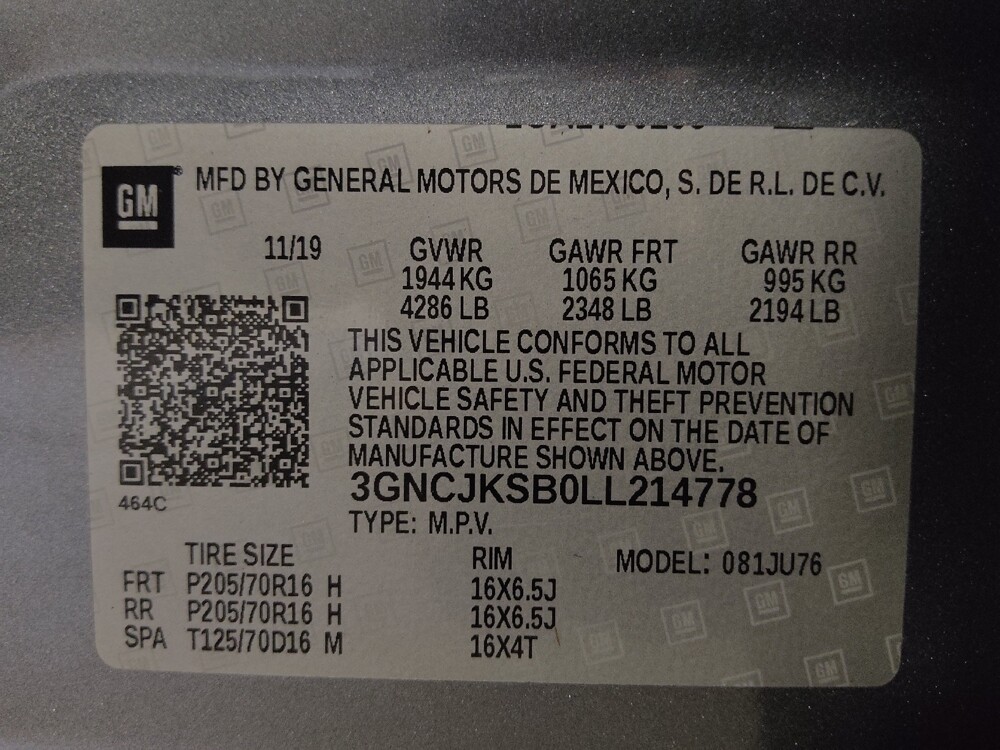 GM
MFD BY GENERAL MOTORS DE MEXICO, S. DE R.L. DE C.V.
11/19 GVWR GAWR FRT GAWR RR
1944 KG 1065 KG 995 KG
4286 LB 2348 LB 2194 LB
THIS VEHICLE CONFORMS TO ALL
APPLICABLE U.S. FEDERAL MOTOR
VEHICLE SAFETY AND THEFT PREVENTION
STANDARDS IN EFFECT ON THE DATE OF
MANUFACTURE SHOWN ABOVE.
3GNCJKSB0LL214778
464C
TYPE: M.P.V.
TIRE SIZE RIM MODEL: 081JU76
FRT P205/70R16 H 16X6.5J
RR P205/70R16 H 16X6.5J
SPA T125/70D16 M 16X4T